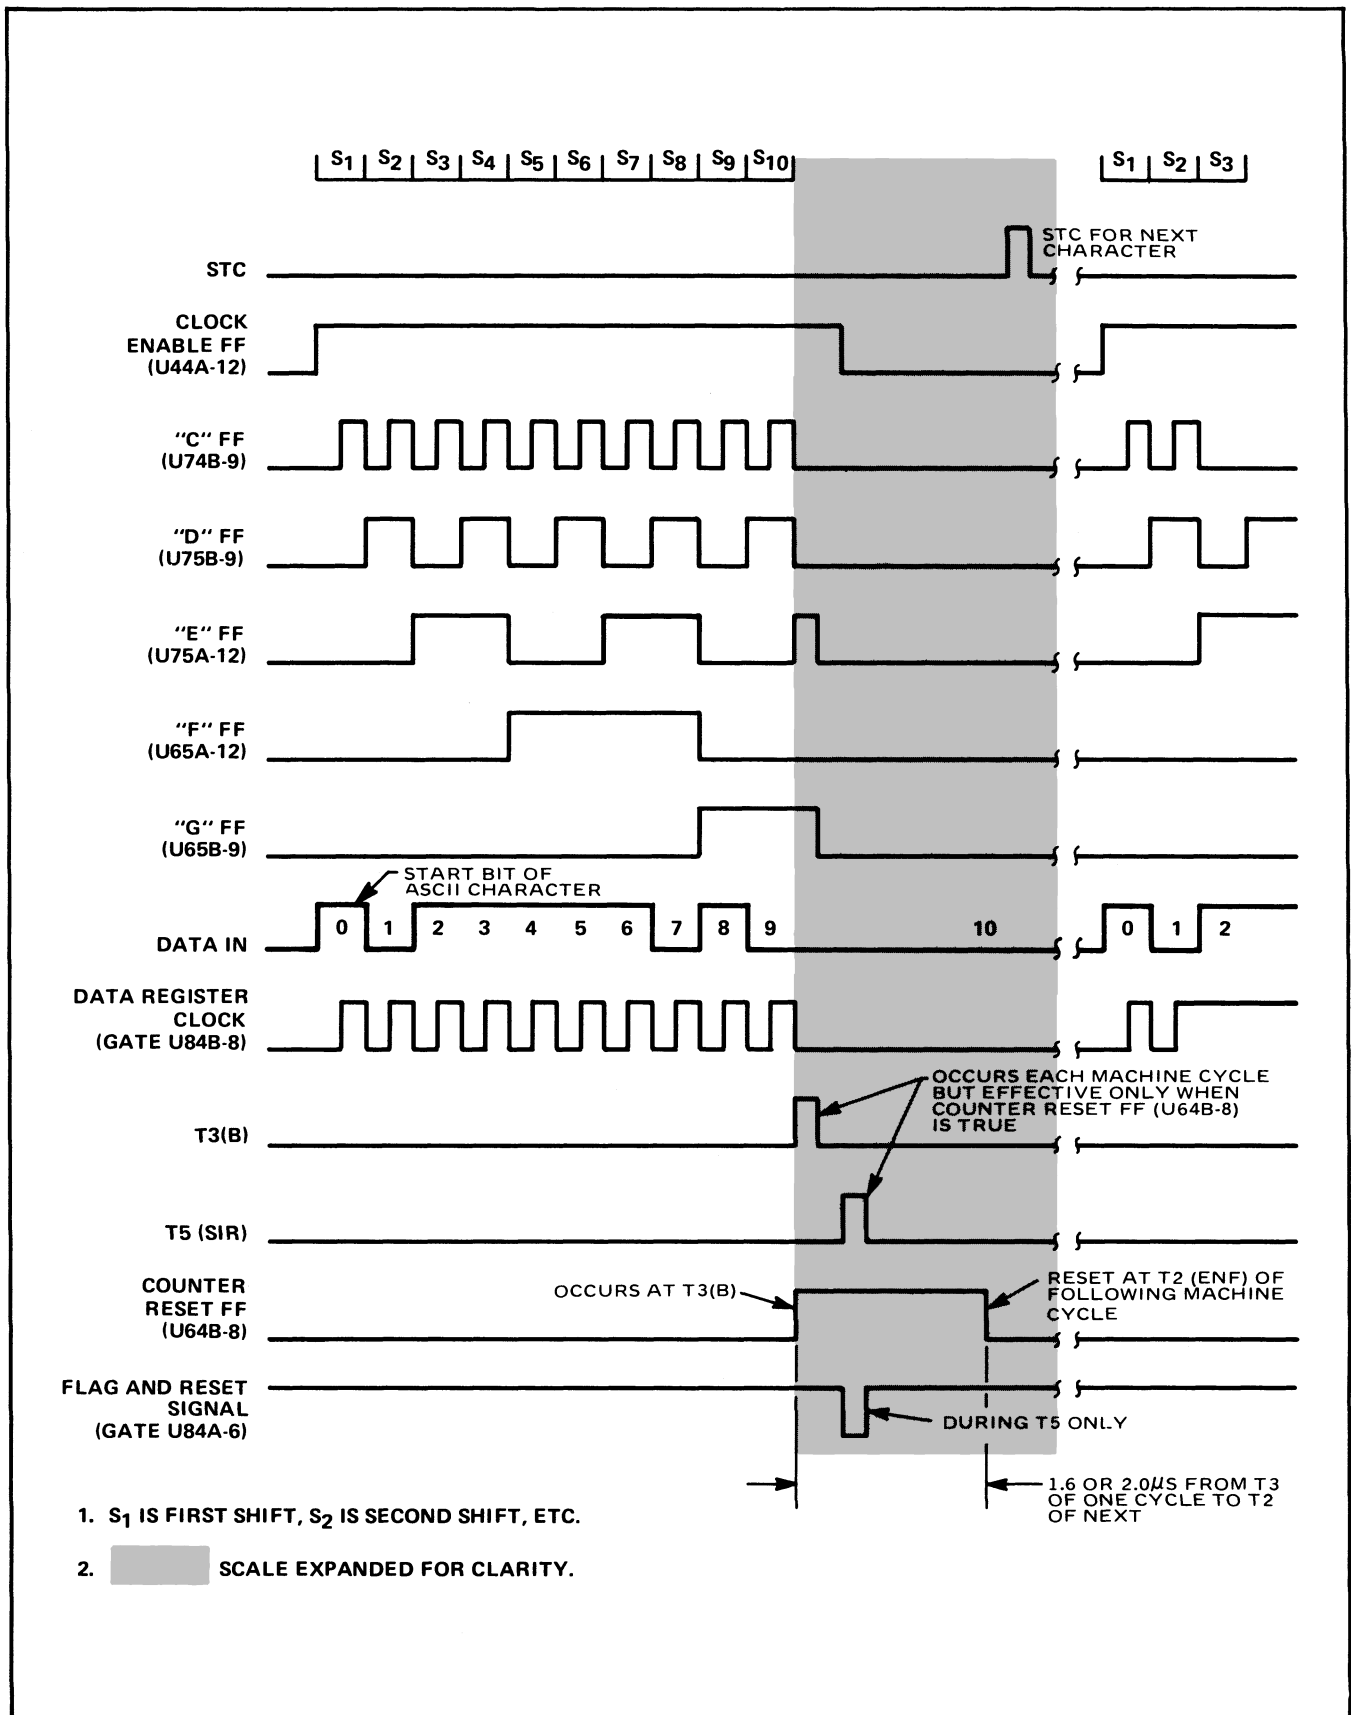 S1 S2 S3 S4 S5 S6 S7 S8 S9 S10 S1 S2 S3
STC FOR NEXT
CHARACTER
STC
CLOCK
ENABLE FF
(U44A-12)
"C" FF
(U74B-9)
"D" FF
(U75B-9)
"E" FF
(U75A-12)
"F" FF
(U65A-12)
"G" FF
(U65B-9)
START BIT OF
ASCII CHARACTER
DATA IN
0 1 2 3 4 5 6 7 8 9 10 0 1 2
DATA REGISTER
CLOCK
(GATE U84B-8)
OCCURS EACH MACHINE CYCLE
BUT EFFECTIVE ONLY WHEN
COUNTER RESET FF (U64B-8)
IS TRUE
T3(B)
T5 (SIR)
COUNTER
RESET FF
(U64B-8)
OCCURS AT T3(B)
RESET AT T2 (ENF) OF
FOLLOWING MACHINE
CYCLE
FLAG AND RESET
SIGNAL
(GATE U84A-6)
DURING T5 ONLY
1.6 OR 2.0μS FROM T3
OF ONE CYCLE TO T2
OF NEXT
1. S1 IS FIRST SHIFT, S2 IS SECOND SHIFT, ETC.
2. SCALE EXPANDED FOR CLARITY.